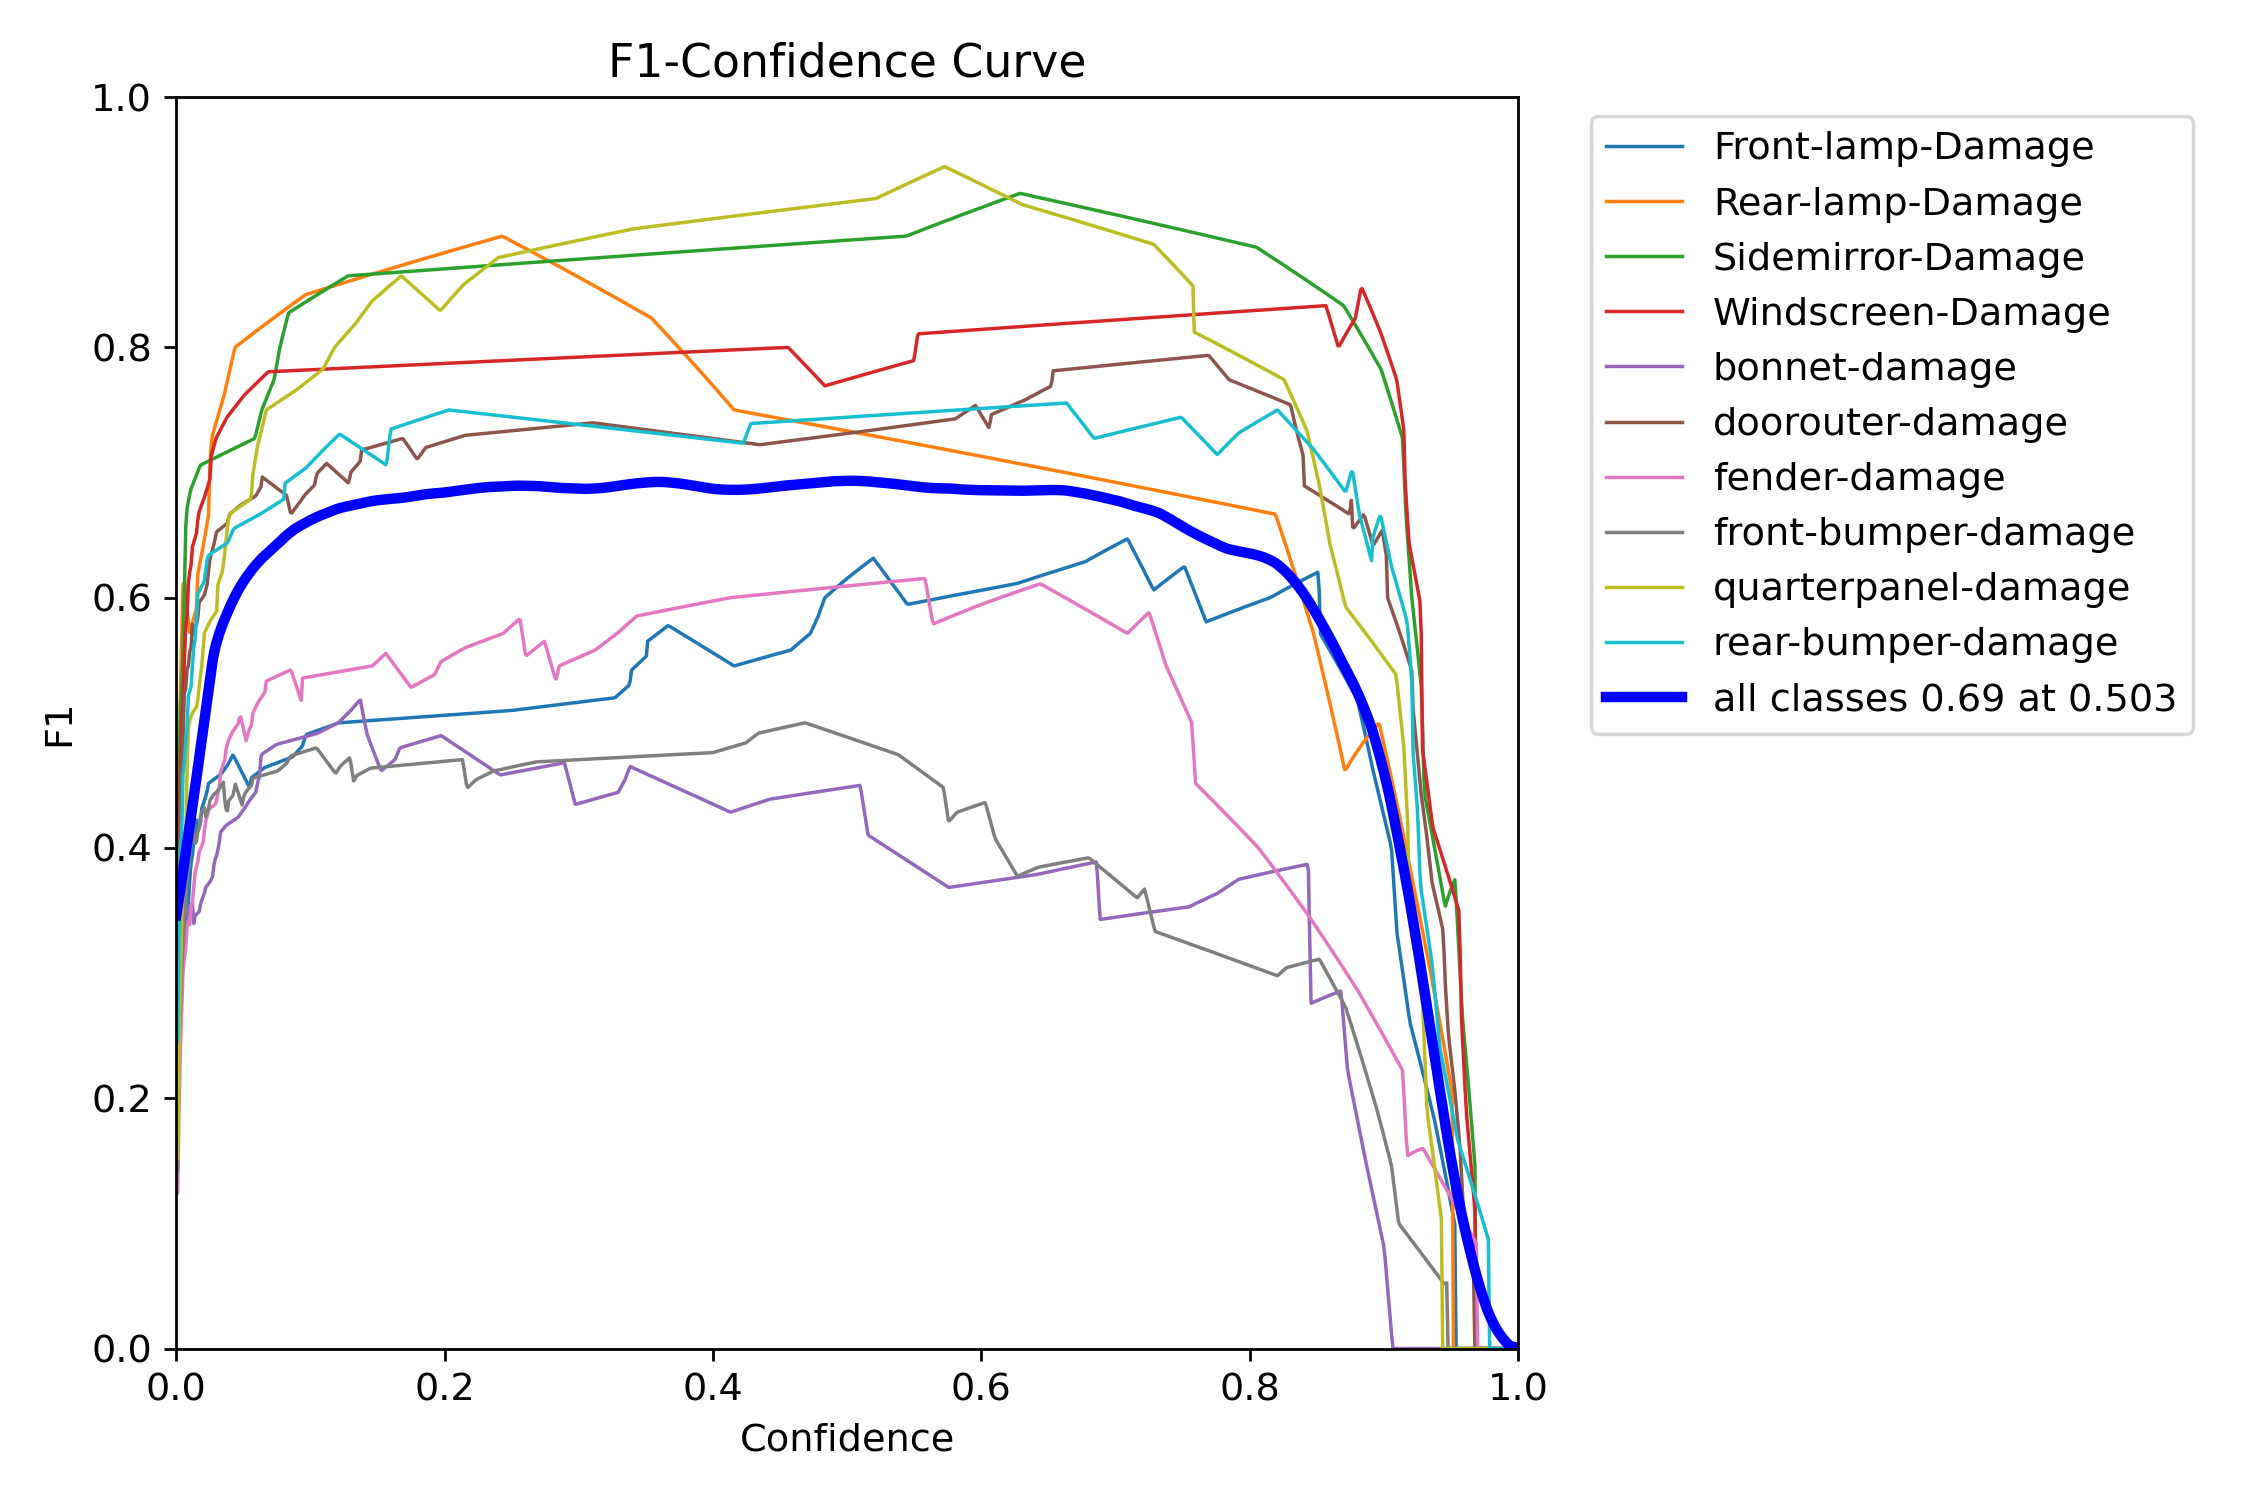 F1-Confidence Curve
1.0
0.8
0.6
0.4
0.2
0.0
F1
0.0 0.2 0.4 0.6 0.8 1.0
Confidence
Front-lamp-Damage
Rear-lamp-Damage
Sidemirror-Damage
Windscreen-Damage
bonnet-damage
doorouter-damage
fender-damage
front-bumper-damage
quarterpanel-damage
rear-bumper-damage
all classes 0.69 at 0.503